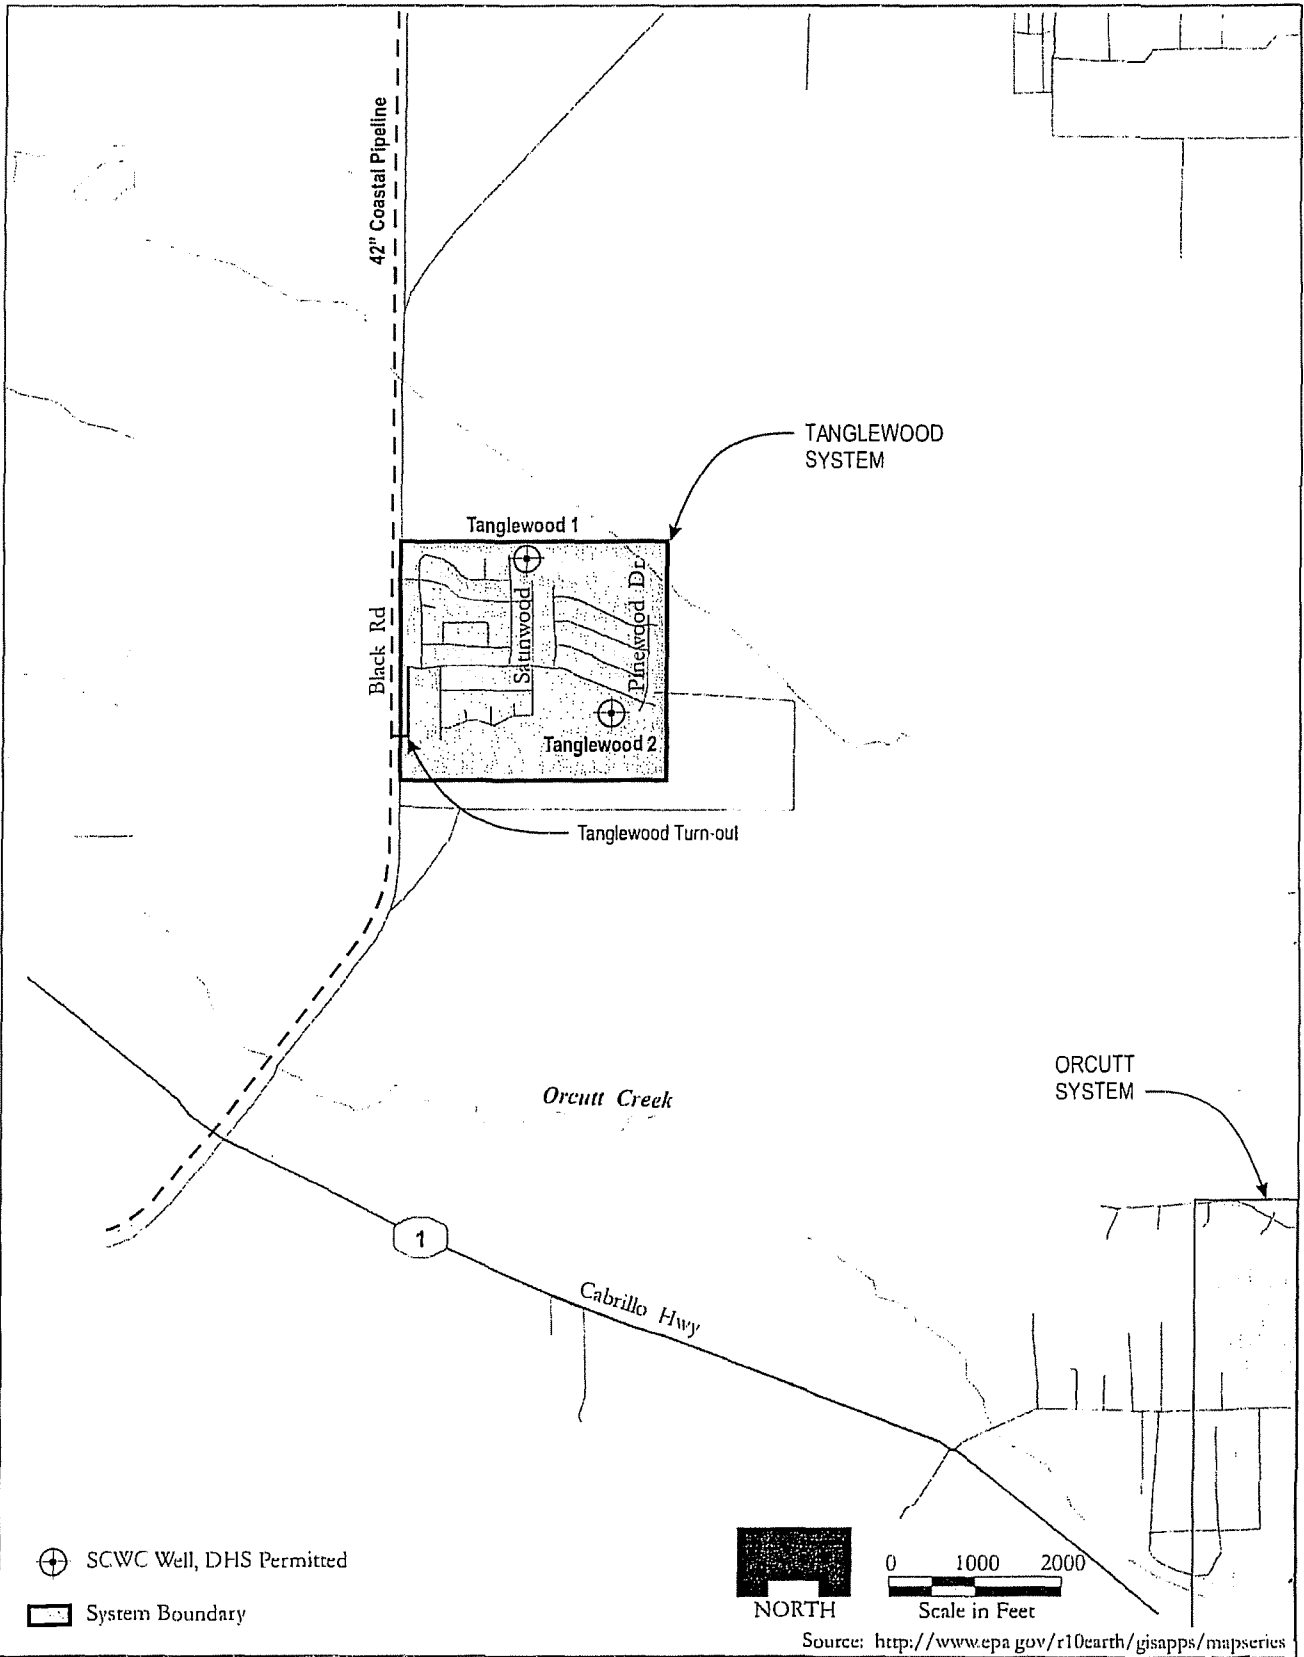 42" Coastal Pipeline
TANGLEWOOD
SYSTEM
Tanglewood 1
Black Rd
Satinwood
Pinewood Dr
Tanglewood 2
Tanglewood Turn-out
Orcutt Creek
ORCUTT
SYSTEM
1
Cabrillo Hwy
SCWC Well, DHS Permitted
System Boundary
NORTH
0 1000 2000
Scale in Feet
Source: http://www.epa.gov/r10earth/gisapps/mapseries